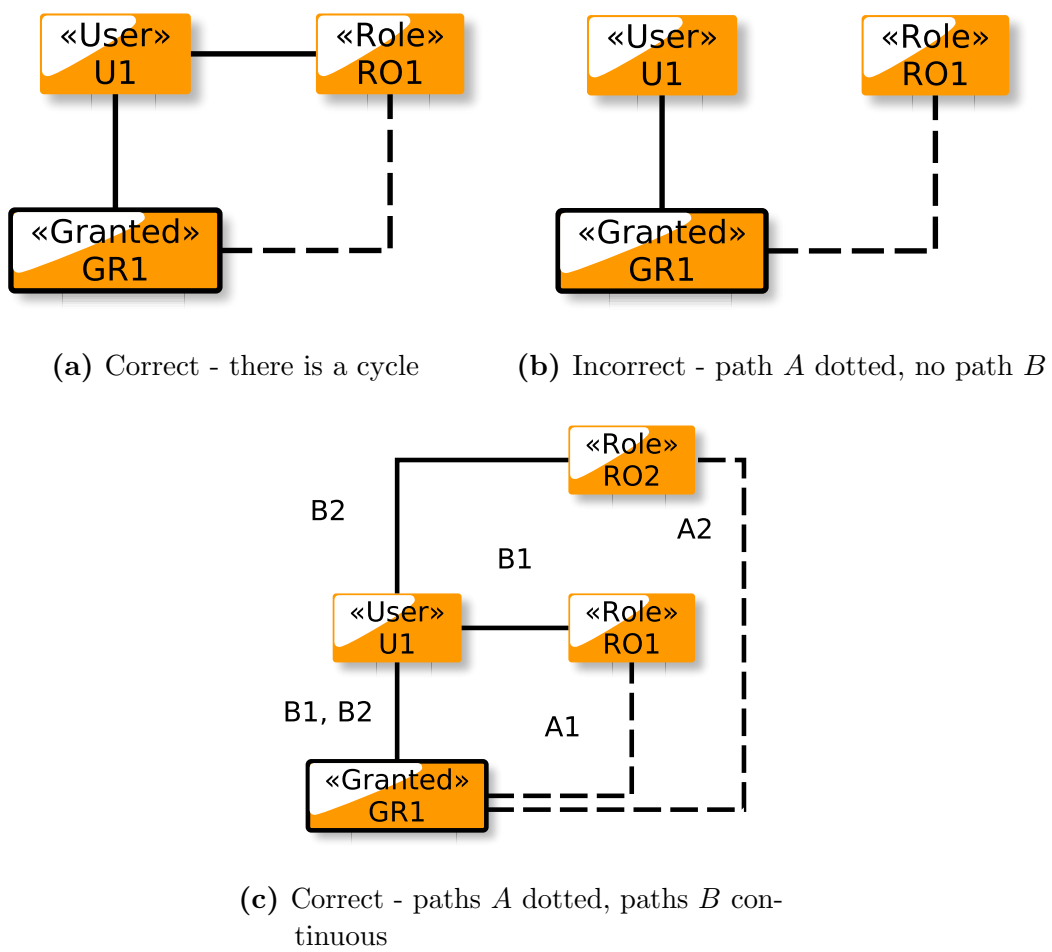 «User»
U1
«Role»
RO1
«Granted»
GR1
(a) Correct - there is a cycle
«User»
U1
«Role»
RO1
«Granted»
GR1
(b) Incorrect - path A dotted, no path B
«Role»
RO2
B2
A2
B1
«User»
U1
«Role»
RO1
B1, B2
A1
«Granted»
GR1
(c) Correct - paths A dotted, paths B con-
tinuous